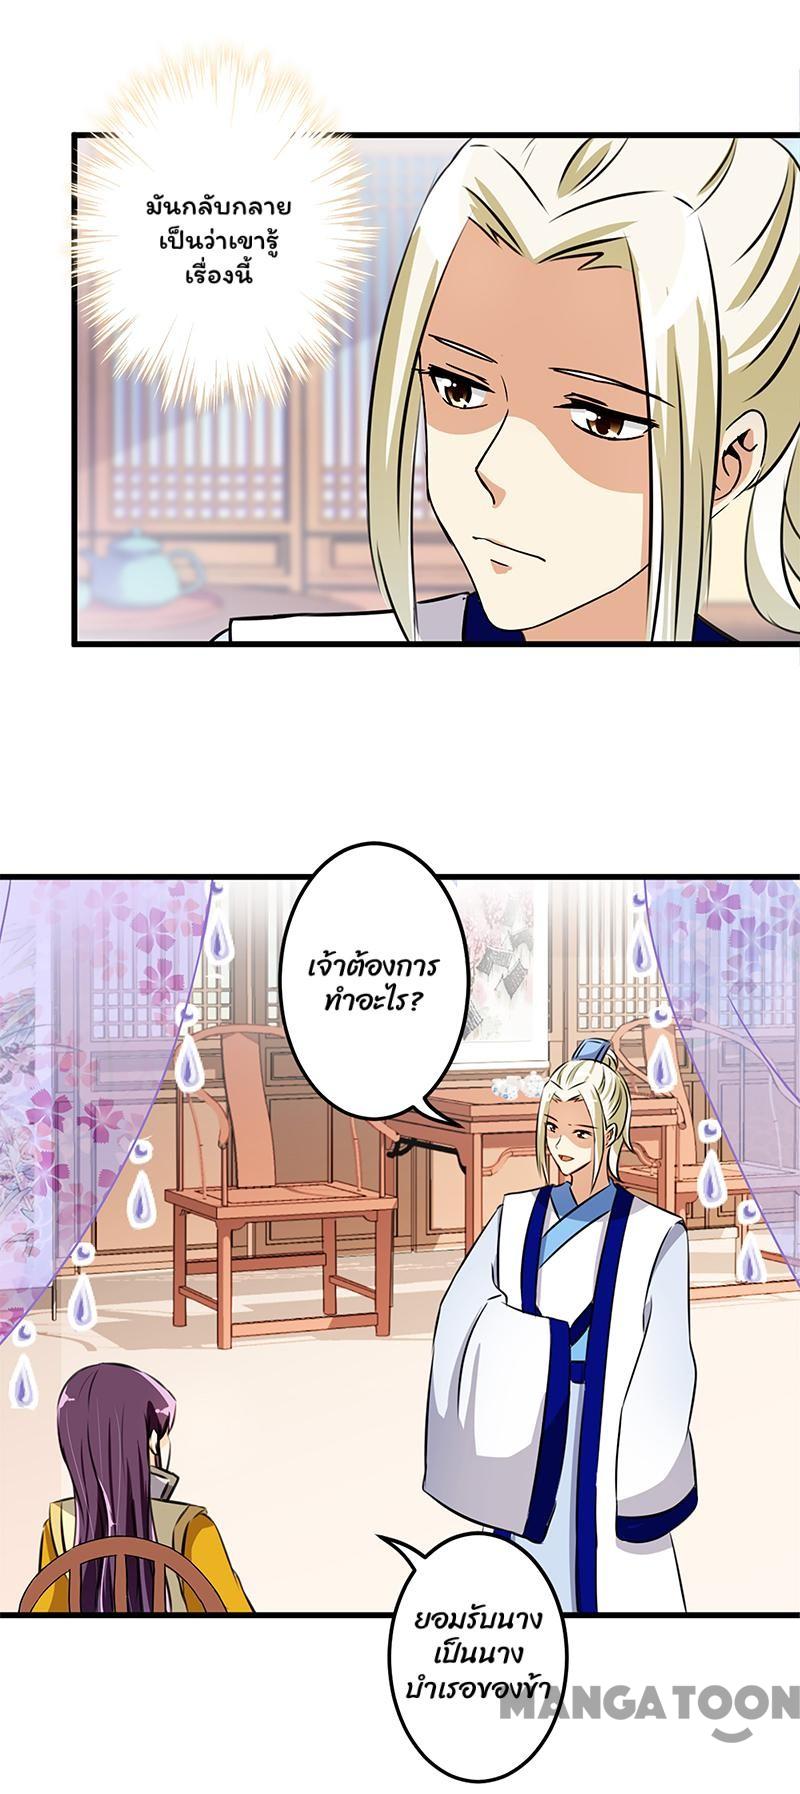 มันกลับกลาย
เป็นว่าเขารู้
เรื่องนี้
เจ้าต้องการ
ทำอะไร?
ยอมรับนาง
เป็นนาง
บำเรอของข้า
MANGATOON